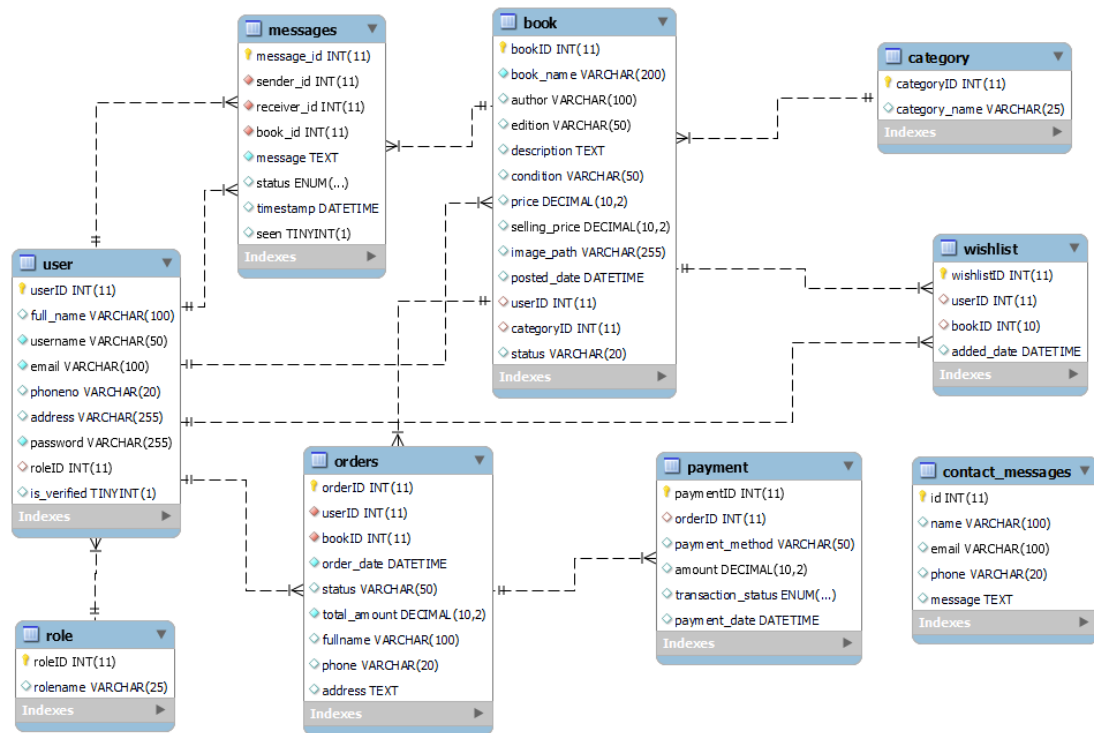 messages
message_id INT(11)
sender_id INT(11)
receiver_id INT(11)
book_id INT(11)
message TEXT
status ENUM(...)
timestamp DATETIME
seen TINYINT(1)
Indexes
book
bookID INT(11)
book_name VARCHAR(200)
author VARCHAR(100)
edition VARCHAR(50)
description TEXT
condition VARCHAR(50)
price DECIMAL(10,2)
selling_price DECIMAL(10,2)
image_path VARCHAR(255)
posted_date DATETIME
userID INT(11)
categoryID INT(11)
status VARCHAR(20)
Indexes
category
categoryID INT(11)
category_name VARCHAR(25)
Indexes
user
userID INT(11)
full_name VARCHAR(100)
username VARCHAR(50)
email VARCHAR(100)
phoneno VARCHAR(20)
address VARCHAR(255)
password VARCHAR(255)
roleID INT(11)
is_verified TINYINT(1)
Indexes
wishlist
wishlistID INT(11)
userID INT(11)
bookID INT(10)
added_date DATETIME
Indexes
orders
orderID INT(11)
userID INT(11)
bookID INT(11)
order_date DATETIME
status VARCHAR(50)
total_amount DECIMAL(10,2)
fullname VARCHAR(100)
phone VARCHAR(20)
address TEXT
Indexes
payment
paymentID INT(11)
orderID INT(11)
payment_method VARCHAR(50)
amount DECIMAL(10,2)
transaction_status ENUM(...)
payment_date DATETIME
Indexes
contact_messages
id INT(11)
name VARCHAR(100)
email VARCHAR(100)
phone VARCHAR(20)
message TEXT
Indexes
role
roleID INT(11)
rolename VARCHAR(25)
Indexes